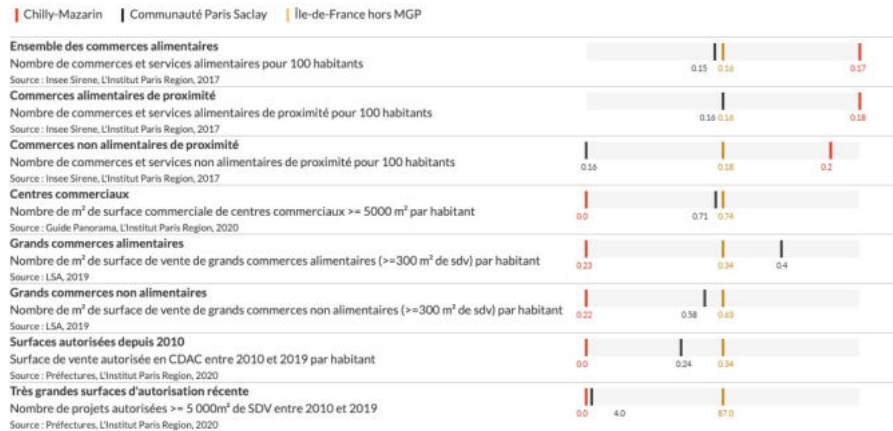 Chilly-Mazarin Communauté Paris Saclay Île-de-France hors MGP
Ensemble des commerces alimentaires
Nombre de commerces et services alimentaires pour 100 habitants
0.15 0.16 0.17
Source : Insee Sirene, L'Institut Paris Region, 2017
Commerces alimentaires de proximité
Nombre de commerces et services alimentaires de proximité pour 100 habitants
0.16 0.16 0.18
Source : Insee Sirene, L'Institut Paris Region, 2017
Commerces non alimentaires de proximité
Nombre de commerces et services non alimentaires de proximité pour 100 habitants
0.16 0.18 0.2
Source : Insee Sirene, L'Institut Paris Region, 2017
Centres commerciaux
Nombre de m² de surface commerciale de centres commerciaux >= 5000 m² par habitant
0.0 0.71 0.74
Source : Guide Panorama, L'Institut Paris Region, 2020
Grands commerces alimentaires
Nombre de m² de surface de vente de grands commerces alimentaires (>=300 m² de sdv) par habitant
0.23 0.34 0.4
Source : LSA, 2019
Grands commerces non alimentaires
Nombre de m² de surface de vente de grands commerces non alimentaires (>=300 m² de sdv) par habitant
0.22 0.58 0.63
Source : LSA, 2019
Surfaces autorisées depuis 2010
Surface de vente autorisée en CDAC entre 2010 et 2019 par habitant
0.0 0.24 0.34
Source : Préfectures, L'Institut Paris Region, 2020
Très grandes surfaces d'autorisation récente
Nombre de projets autorisées >= 5 000m² de SDV entre 2010 et 2019
0.0 4.0 87.0
Source : Préfectures, L'Institut Paris Region, 2020